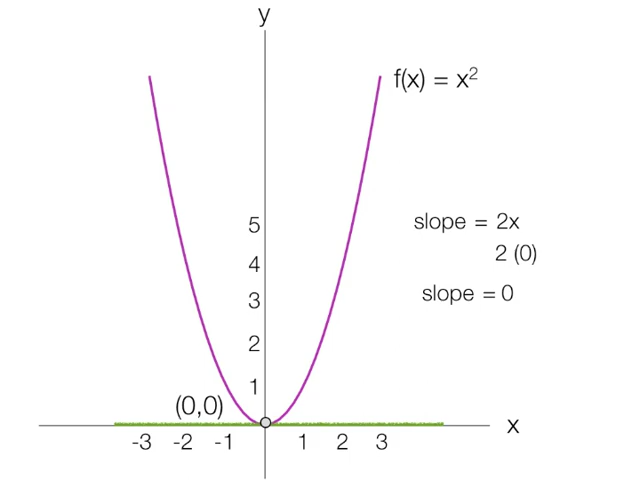 y
f(x) = x²
5
slope = 2x
2 (0)
4
slope = 0
3
2
1
(0,0)
x
-3 -2 -1 1 2 3